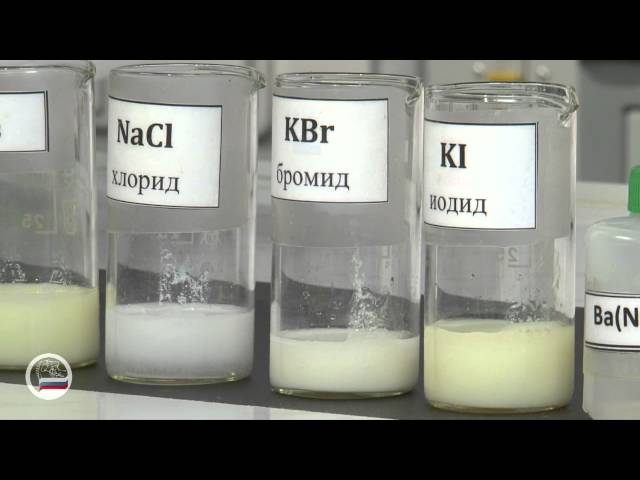 NaCl
хлорид
KBr
бромид
KI
иодид
Ba(N